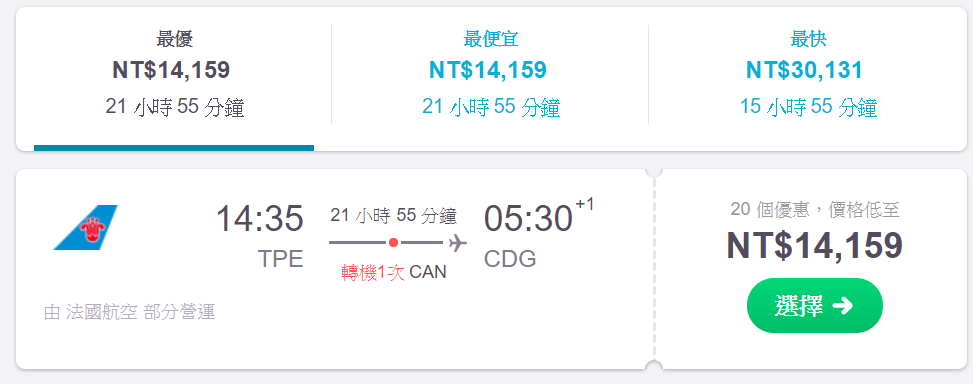 最優
NT$14,159
21 小時 55 分鐘
最便宜
NT$14,159
21 小時 55 分鐘
最快
NT$30,131
15 小時 55 分鐘
14:35
TPE
21 小時 55 分鐘
轉機1次 CAN
05:30+1
CDG
由 法國航空 部分營運
20 個優惠，價格低至
NT$14,159
選擇 ➔